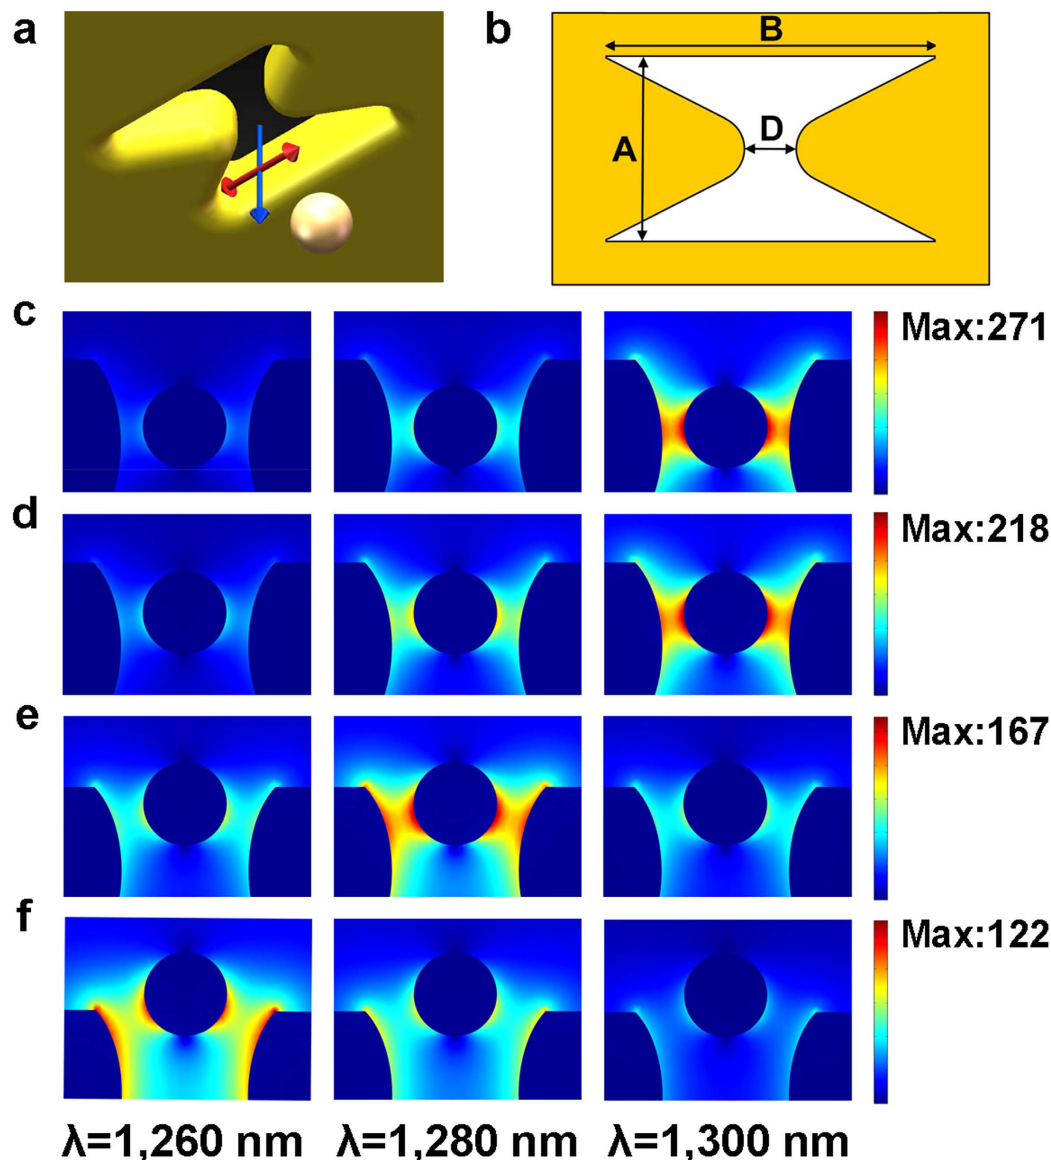 a
b
B
A
D
c
Max:271
d
Max:218
e
Max:167
f
Max:122
λ=1,260 nm
λ=1,280 nm
λ=1,300 nm